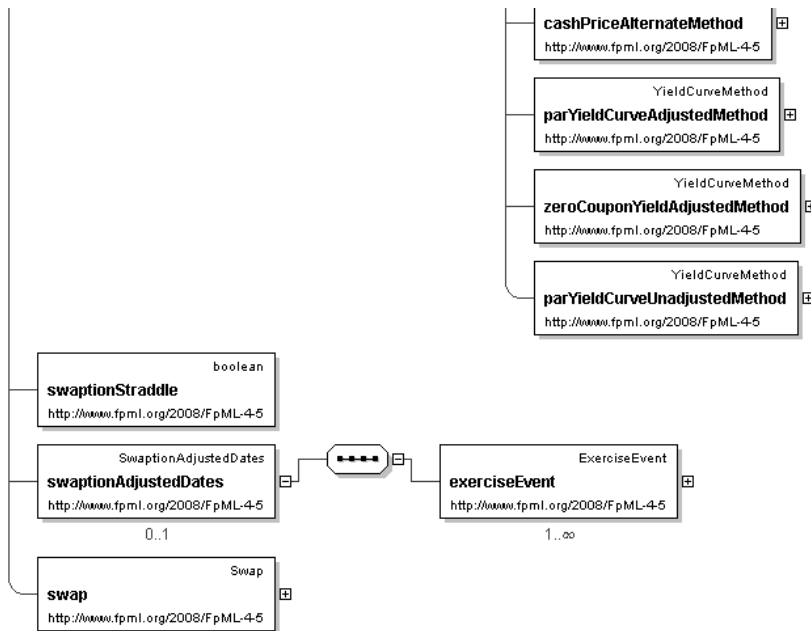 cashPriceAlternateMethod
http://www.fpml.org/2008/FpML-4-5
YieldCurveMethod
parYieldCurveAdjustedMethod
http://www.fpml.org/2008/FpML-4-5
YieldCurveMethod
zeroCouponYieldAdjustedMethod
http://www.fpml.org/2008/FpML-4-5
YieldCurveMethod
parYieldCurveUnadjustedMethod
http://www.fpml.org/2008/FpML-4-5
boolean
swaptionStraddle
http://www.fpml.org/2008/FpML-4-5
SwaptionAdjustedDates
swaptionAdjustedDates
http://www.fpml.org/2008/FpML-4-5
0..1
ExerciseEvent
exerciseEvent
http://www.fpml.org/2008/FpML-4-5
1..∞
Swap
swap
http://www.fpml.org/2008/FpML-4-5